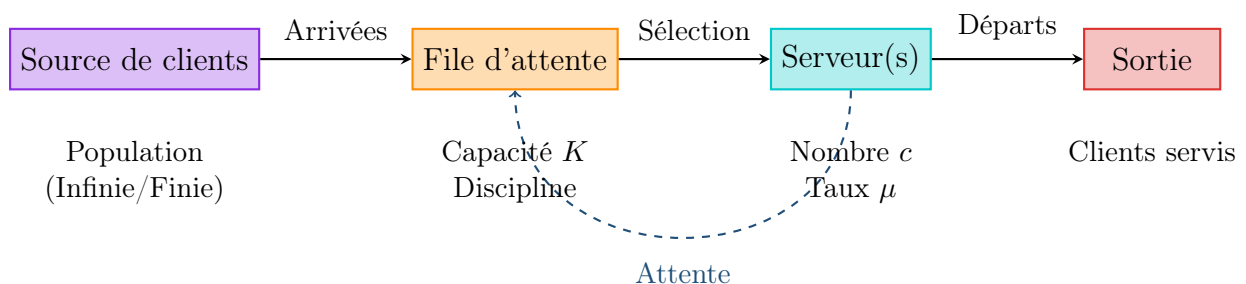 Arrivées
Sélection
Départs
Source de clients
File d'attente
Serveur(s)
Sortie
Population
(Infinie/Finie)
Capacité K
Discipline
Nombre c
Taux μ
Clients servis
Attente